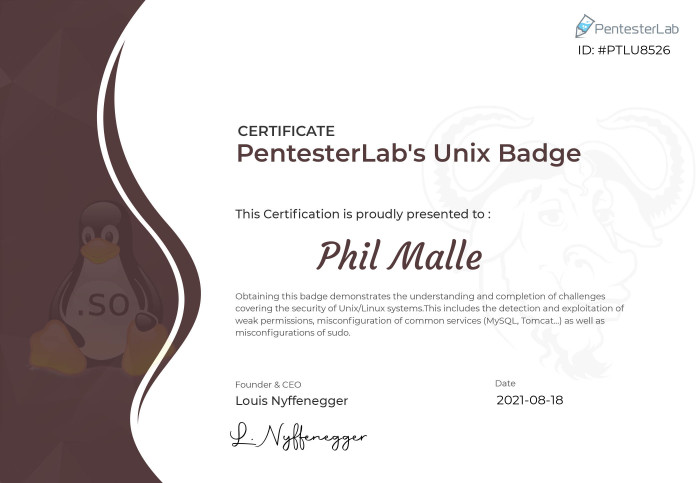 PentesterLab
ID: #PTLU8526
CERTIFICATE
PentesterLab's Unix Badge
This Certification is proudly presented to :
Phil Malle
Obtaining this badge demonstrates the understanding and completion of challenges
covering the security of Unix/Linux systems.This includes the detection and exploitation of
weak permissions, misconfiguration of common services (MySQL, Tomcat...) as well as
misconfigurations of sudo.
.so
Founder & CEO
Louis Nyffenegger
Date
2021-08-18
L. Nyffenegger